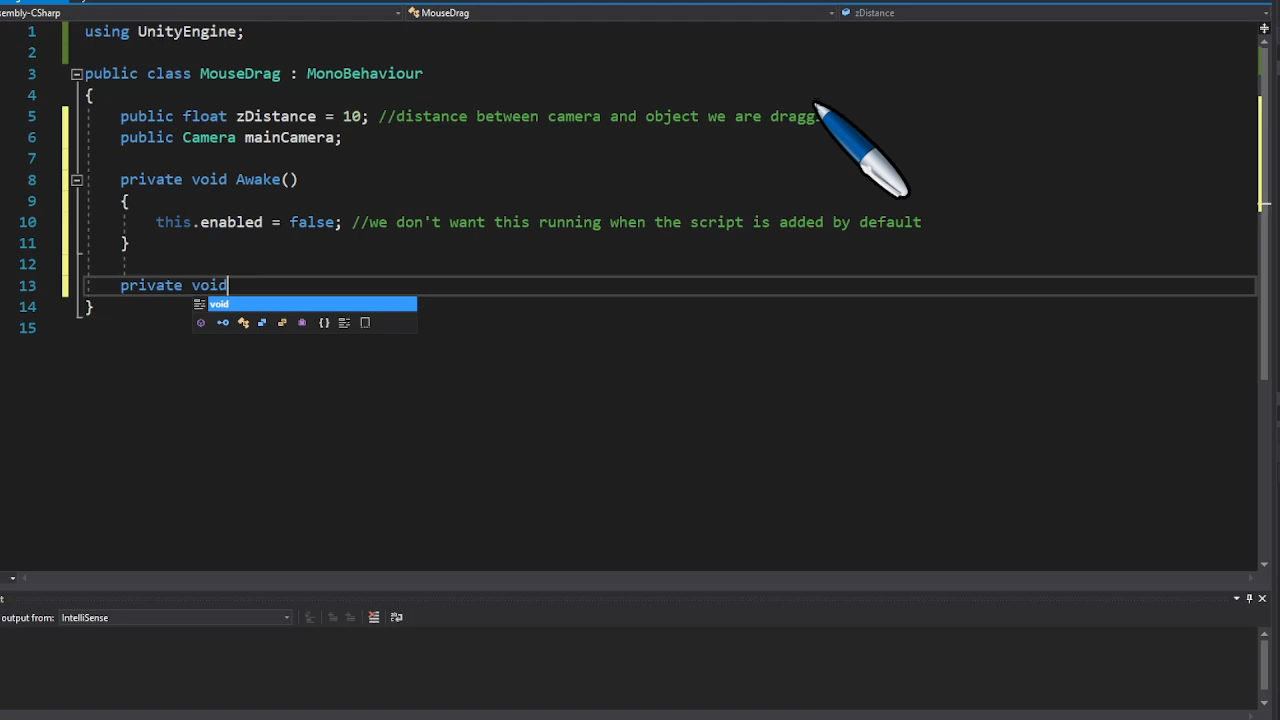 sembly-CSharp
MouseDrag
zDistance
1 using UnityEngine;
2
3 public class MouseDrag : MonoBehaviour
4 {
5 public float zDistance = 10; //distance between camera and object we are dragg
6 public Camera mainCamera;
7
8 private void Awake()
9 {
10 this.enabled = false; //we don't want this running when the script is added by default
11 }
12
13 private void
void
14 }
15
t
output from: IntelliSense